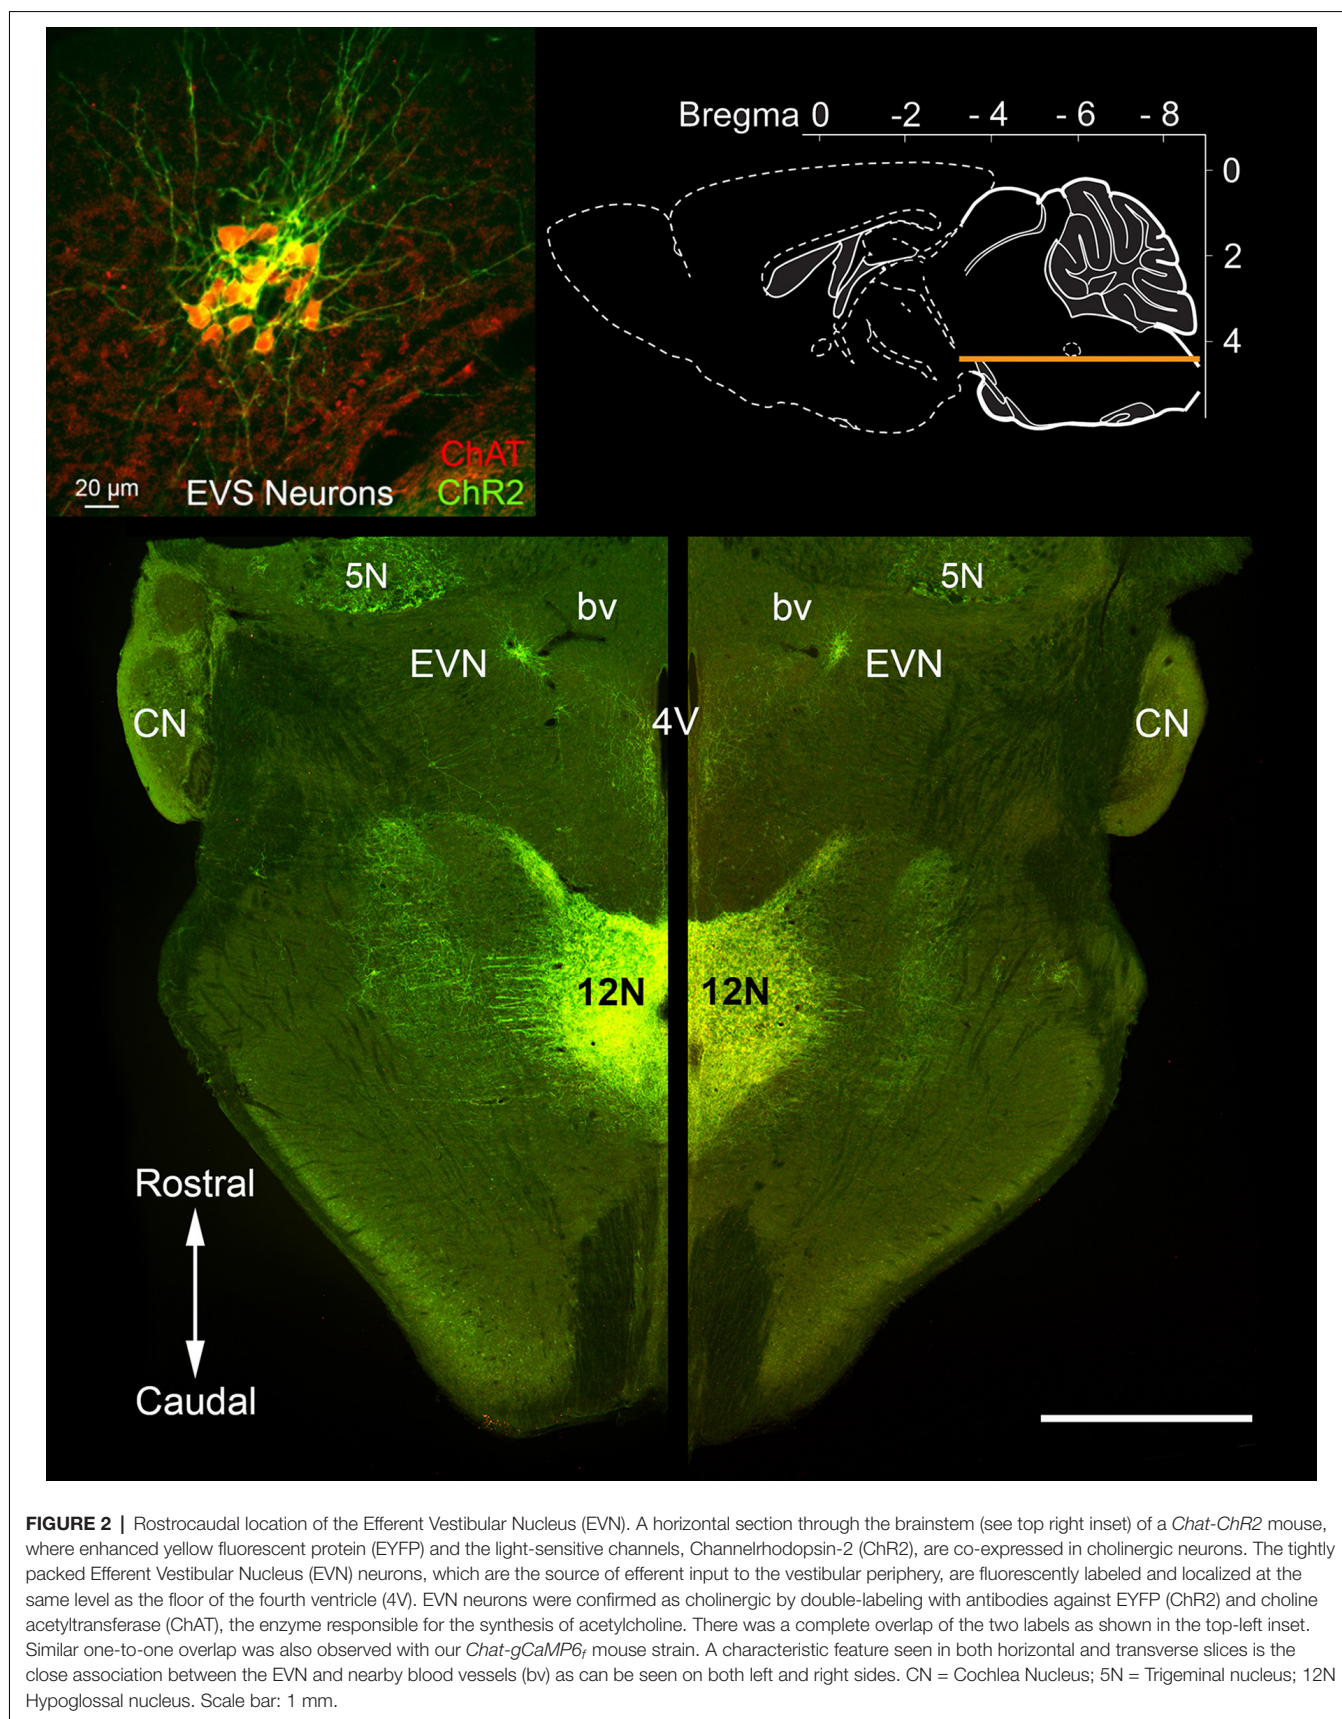 Bregma 0 -2 - 4 - 6 - 8
0
2
4
ChAT
20 µm EVS Neurons ChR2
5N 5N
bv bv
EVN EVN
CN 4V CN
12N 12N
Rostral
Caudal
FIGURE 2 | Rostrocaudal location of the Efferent Vestibular Nucleus (EVN). A horizontal section through the brainstem (see top right inset) of a Chat-ChR2 mouse,
where enhanced yellow fluorescent protein (EYFP) and the light-sensitive channels, Channelrhodopsin-2 (ChR2), are co-expressed in cholinergic neurons. The tightly
packed Efferent Vestibular Nucleus (EVN) neurons, which are the source of efferent input to the vestibular periphery, are fluorescently labeled and localized at the
same level as the floor of the fourth ventricle (4V). EVN neurons were confirmed as cholinergic by double-labeling with antibodies against EYFP (ChR2) and choline
acetyltransferase (ChAT), the enzyme responsible for the synthesis of acetylcholine. There was a complete overlap of the two labels as shown in the top-left inset.
Similar one-to-one overlap was also observed with our Chat-gCaMP6f mouse strain. A characteristic feature seen in both horizontal and transverse slices is the
close association between the EVN and nearby blood vessels (bv) as can be seen on both left and right sides. CN = Cochlea Nucleus; 5N = Trigeminal nucleus; 12N =
Hypoglossal nucleus. Scale bar: 1 mm.